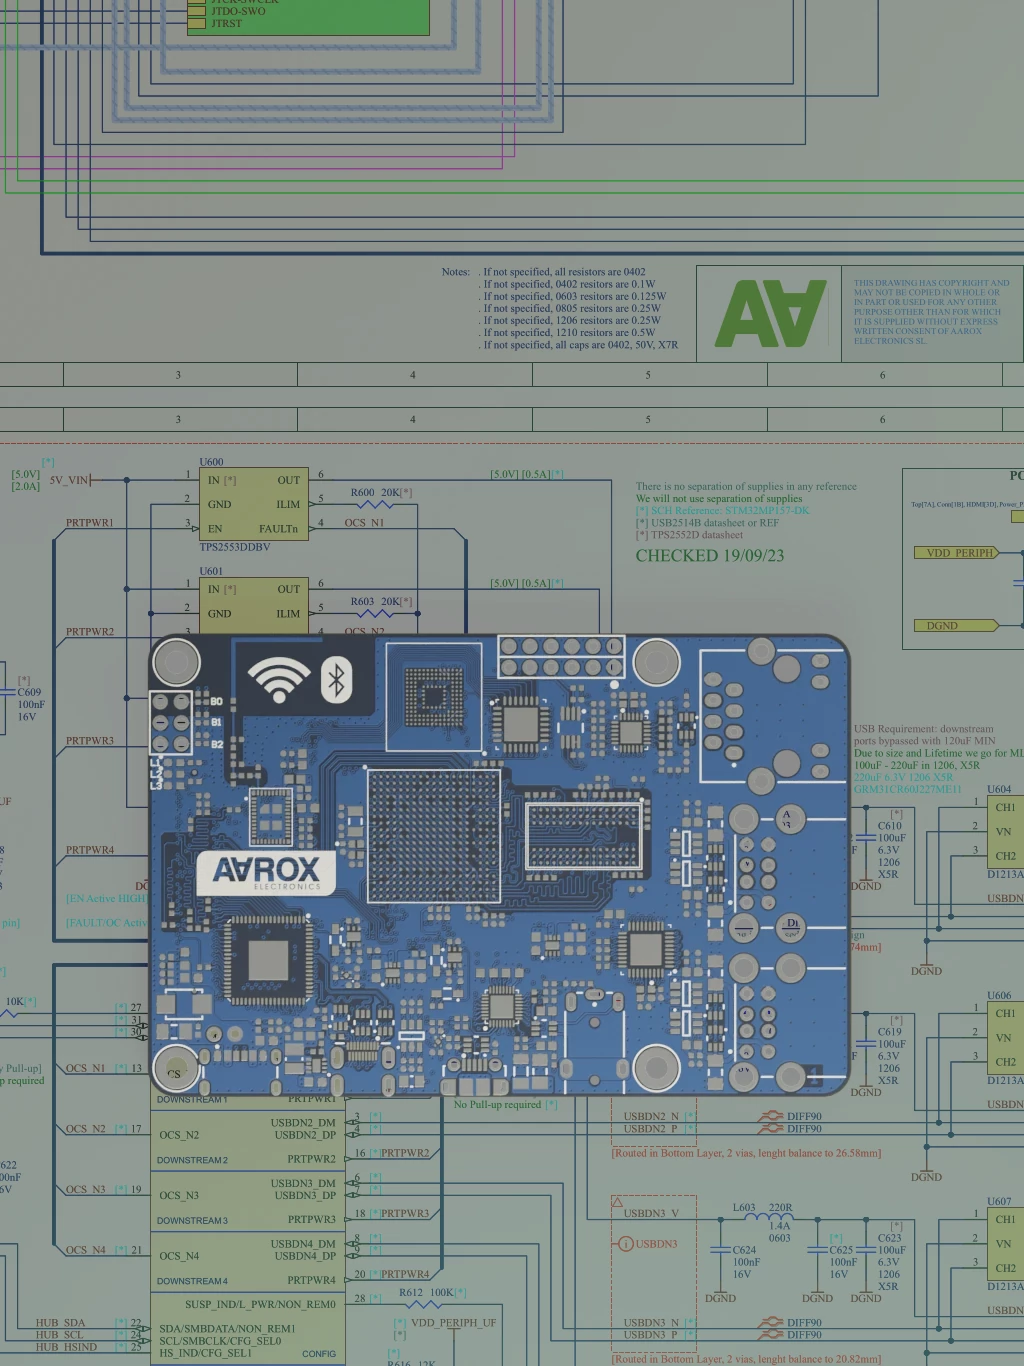 JTDO-SWO
JTRST
Notes: . If not specified, all resistors are 0402
. If not specified, 0402 resitors are 0.1W
. If not specified, 0603 resitors are 0.125W
. If not specified, 0805 resitors are 0.25W
. If not specified, 1206 resitors are 0.25W
. If not specified, 1210 resitors are 0.5W
. If not specified, all caps are 0402, 50V, X7R
THIS DRAWING HAS COPYRIGHT AND
MAY NOT BE COPIED IN WHOLE OR
IN PART OR USED FOR ANY OTHER
PURPOSE OTHER THAN FOR WHICH
IT IS SUPPLIED WITHOUT EXPRESS
WRITTEN CONSENT OF AAROX
ELECTRONICS SL.
3 4 5 6
3 4 5 6
[*]
[5.0V] 5V_VIN
[2.0A]
U600
1 IN [*] OUT 6 [5.0V] [0.5A][*]
2 GND ILIM 5 R600 20K[*]
PRTPWR1 3 EN FAULTn 4 OCS_N1
TPS2553DDBV
U601
1 IN [*] OUT 6 [5.0V] [0.5A][*]
2 GND ILIM 5 R603 20K[*]
PRTPWR2 3 4 OCS_N2
There is no separation of supplies in any reference
We will not use separation of supplies
[*] SCH Reference: STM32MP157-DK
[*] USB2514B datasheet or REF
[*] TPS2552D datasheet
CHECKED 19/09/23
PO
Top[7A], Com[1B], HDMI[3D], Power_P
VDD_PERIPH
DGND
[*]
C609
100nF
16V
PRTPWR3
PRTPWR4
[EN Active HIGH]
[FAULT/OC Activ
pin]
B0
B1
B2
AAROX
ELECTRONICS
USB Requirement: downstream
ports bypassed with 120uF MIN
Due to size and Lifetime we go for MI
100uF - 220uF in 1206, X5R
220uF 6.3V 1206 X5R
GRM31CR60J227ME11
[*]
C610
100uF
6.3V
1206
X5R
DGND
U604
1 CH1
2 VN
3 CH2
D1213A
USBDN
74mm]
DGND
10K[*]
[*] 27
[*] 31
[*] 30
Pull-up]
required
OCS_N1 [*] 13
[*]
C619
100uF
6.3V
1206
X5R
DGND
U606
1 CH1
2 VN
3 CH2
D1213A
USBDN
DOWNSTREAM 1 PRTPWR1
No Pull-up required [*]
OCS_N2 [*] 17 OCS_N2
USBDN2_DM 3 [*]
USBDN2_DP 4 [*]
DOWNSTREAM 2 PRTPWR2 16 [*] PRTPWR2
USBDN2_N [*] DIFF90
USBDN2_P [*] DIFF90
[Routed in Bottom Layer, 2 vias, lenght balance to 26.58mm]
DGND
OCS_N3 [*] 19 OCS_N3
USBDN3_DM 6 [*]
USBDN3_DP 7 [*]
DOWNSTREAM 3 PRTPWR3 18 [*] PRTPWR3
OCS_N4 [*] 21 OCS_N4
USBDN4_DM 8 [*]
USBDN4_DP 9 [*]
DOWNSTREAM 4 PRTPWR4 20 [*] PRTPWR4
USBDN3_V
USBDN3
L603 220R
1.4A
0603
C624
100nF
16V
DGND
[*]
C625
100nF
16V
DGND
[*]
C623
100uF
6.3V
1206
X5R
DGND
U607
1 CH1
2 VN
3 CH2
D1213A
USBDN
SUSP_IND/L_PWR/NON_REM0 28 [*] R612 100K[*]
HUB_SDA [*] 22 SDA/SMBDATA/NON_REM1
HUB_SCL [*] 24 SCL/SMBCLK/CFG_SEL0
HUB_HSIND [*] 25 HS_IND/CFG_SEL1 CONFIG
[*] VDD_PERIPH_UF
[*]
[*]
R616 12K
USBDN3_N [*] DIFF90
USBDN3_P [*] DIFF90
[Routed in Bottom Layer, 2 vias, lenght balance to 20.82mm]